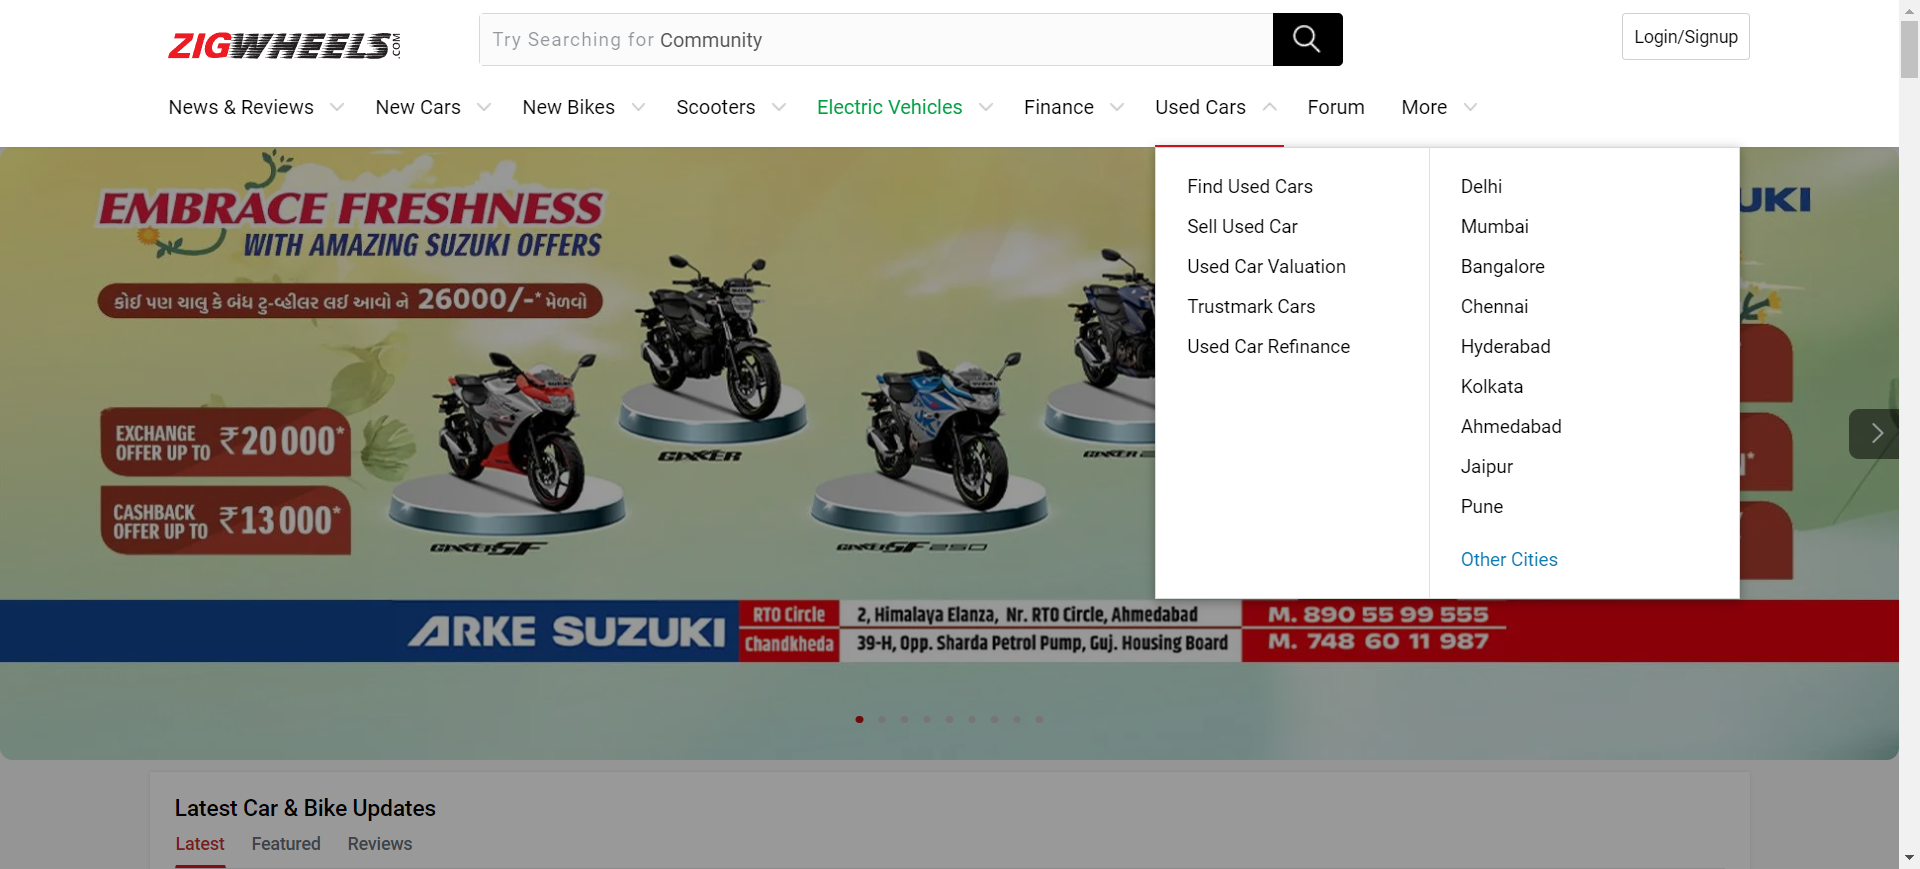 ZIGWHEELS.COM
Try Searching for Community
Login/Signup
News & Reviews
New Cars
New Bikes
Scooters
Electric Vehicles
Finance
Used Cars
Forum
More
Find Used Cars
Sell Used Car
Used Car Valuation
Trustmark Cars
Used Car Refinance
Delhi
Mumbai
Bangalore
Chennai
Hyderabad
Kolkata
Ahmedabad
Jaipur
Pune
Other Cities
EMBRACE FRESHNESS
WITH AMAZING SUZUKI OFFERS
UKI
કોઈ પણ ચાલુ કે બંધ ટુ-વ્હીલર લઈ આવો ને 26000/-* મેળવો
EXCHANGE
OFFER UP TO ₹20000*
CASHBACK
OFFER UP TO ₹13000*
GIXXER
GIXXER SF
GIXXER SF 250
GIXXER 2
ARKE SUZUKI
RTO Circle
2, Himalaya Elanza, Nr. RTO Circle, Ahmedabad
M. 890 55 99 555
Chandkheda
39-H, Opp. Sharda Petrol Pump, Guj. Housing Board
M. 748 60 11 987
Latest Car & Bike Updates
Latest
Featured
Reviews